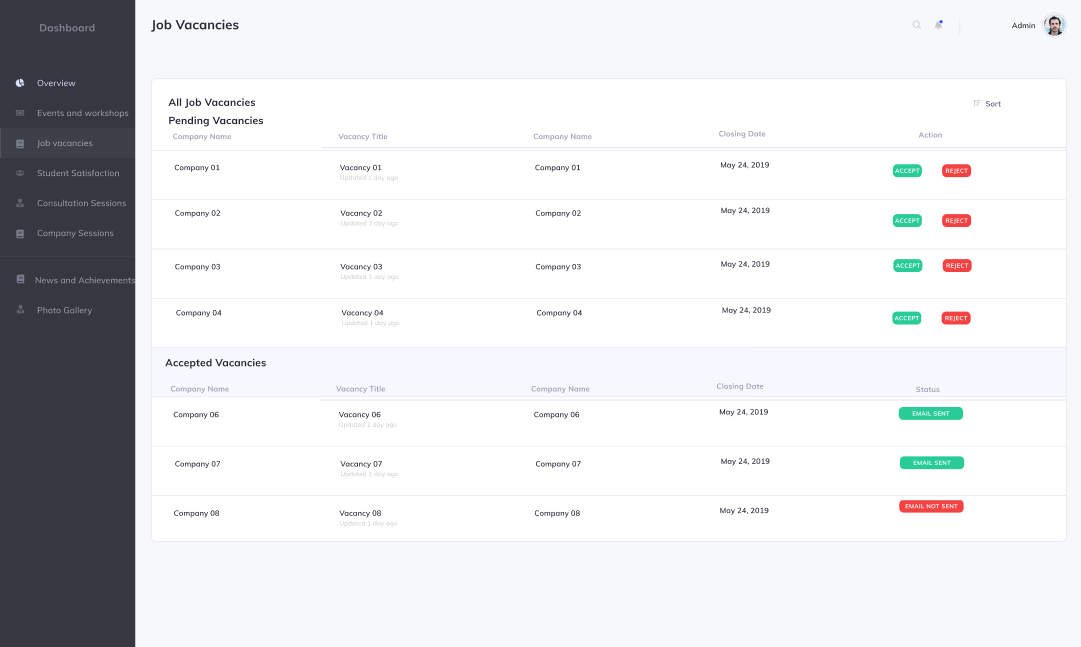 Dashboard
Overview
Events and workshops
Job vacancies
Student Satisfaction
Consultation Sessions
Company Sessions
News and Achievements
Photo Gallery
Job Vacancies
Admin
All Job Vacancies
Sort
Pending Vacancies
Company Name Vacancy Title Company Name Closing Date Action
Company 01 Vacancy 01 Company 01 May 24, 2019 ACCEPT REJECT
Updated 1 day ago
Company 02 Vacancy 02 Company 02 May 24, 2019 ACCEPT REJECT
Updated 1 day ago
Company 03 Vacancy 03 Company 03 May 24, 2019 ACCEPT REJECT
Updated 1 day ago
Company 04 Vacancy 04 Company 04 May 24, 2019 ACCEPT REJECT
Updated 1 day ago
Accepted Vacancies
Company Name Vacancy Title Company Name Closing Date Status
Company 06 Vacancy 06 Company 06 May 24, 2019 EMAIL SENT
Updated 1 day ago
Company 07 Vacancy 07 Company 07 May 24, 2019 EMAIL SENT
Updated 1 day ago
Company 08 Vacancy 08 Company 08 May 24, 2019 EMAIL NOT SENT
Updated 1 day ago